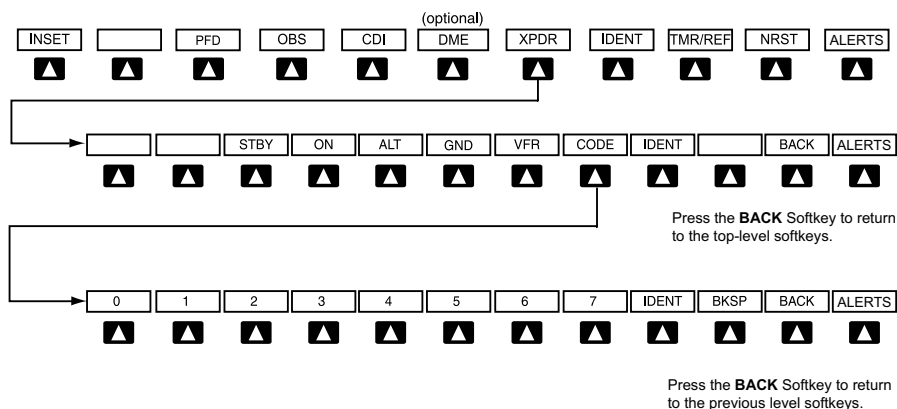 (optional)
INSET PFD OBS CDI DME XPDR IDENT TMR/REF NRST ALERTS
STBY ON ALT GND VFR CODE IDENT BACK ALERTS
Press the BACK Softkey to return
to the top-level softkeys.
0 1 2 3 4 5 6 7 IDENT BKSP BACK ALERTS
Press the BACK Softkey to return
to the previous level softkeys.